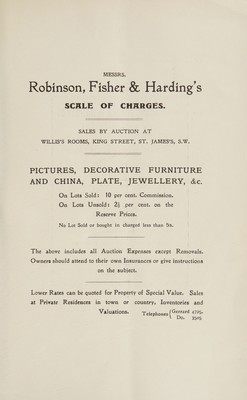 MESSRS.
Robinson, Fisher & Harding's
SCALE OF CHARGES.
SALES BY AUCTION AT
WILLIS'S ROOMS, KING STREET, ST. JAMES'S, S.W.
PICTURES, DECORATIVE FURNITURE
AND CHINA, PLATE, JEWELLERY, &c.
On Lots Sold: 10 per cent. Commission.
On Lots Unsold: 2½ per cent. on the
Reserve Prices.
No Lot Sold or bought in charged less than 5s.
The above includes all Auction Expenses except Removals.
Owners should attend to their own Insurances or give instructions
on the subject.
Lower Rates can be quoted for Property of Special Value. Sales
at Private Residences in town or country, Inventories and
Valuations. Telephones { Gerrard
Do.